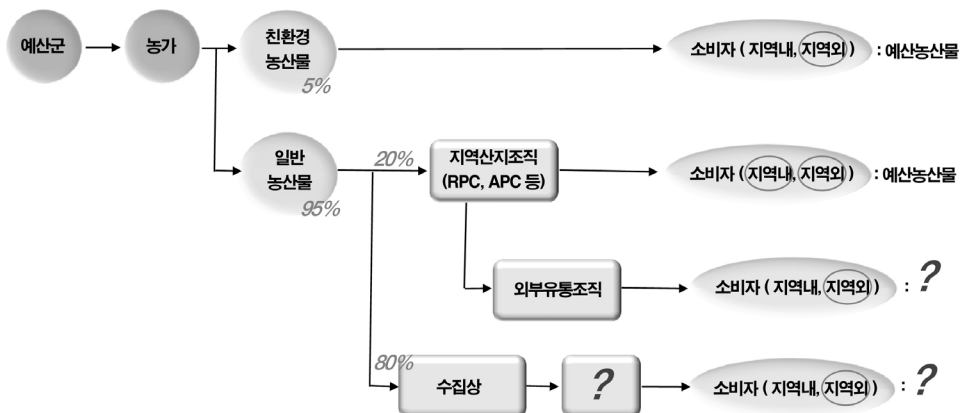 예산군
농가
친환경
농산물
5%
소비자 ( 지역내, 지역외 ) : 예산농산물
일반
농산물
95%
20%
지역산지조직
(RPC, APC 등)
소비자 ( 지역내, 지역외 ) : 예산농산물
외부유통조직
소비자 ( 지역내, 지역외 ) : ?
80%
수집상
?
소비자 ( 지역내, 지역외 ) : ?